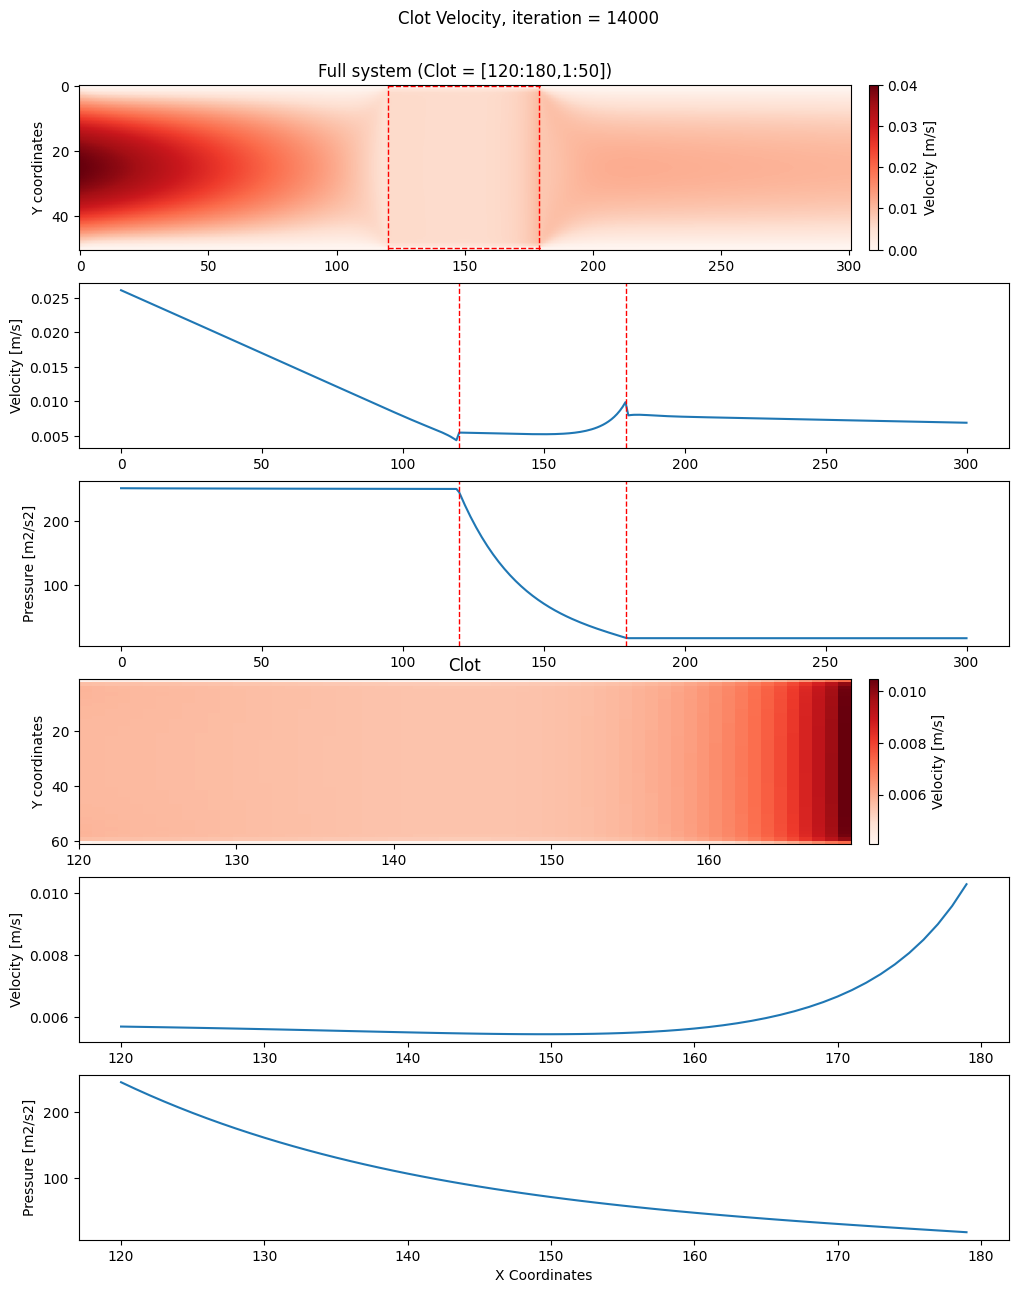 Clot Velocity, iteration = 14000
Full system (Clot = [120:180,1:50])
Y coordinates
0
20
40
0 50 100 150 200 250 300
0.04
0.03
0.02
0.01
0.00
Velocity [m/s]
Velocity [m/s]
0.025
0.020
0.015
0.010
0.005
0 50 100 150 200 250 300
Pressure [m2/s2]
200
100
0 50 100 150 200 250 300
Clot
Y coordinates
20
40
60
120 130 140 150 160
0.010
0.008
0.006
Velocity [m/s]
Velocity [m/s]
0.010
0.008
0.006
120 130 140 150 160 170 180
Pressure [m2/s2]
200
100
120 130 140 150 160 170 180
X Coordinates